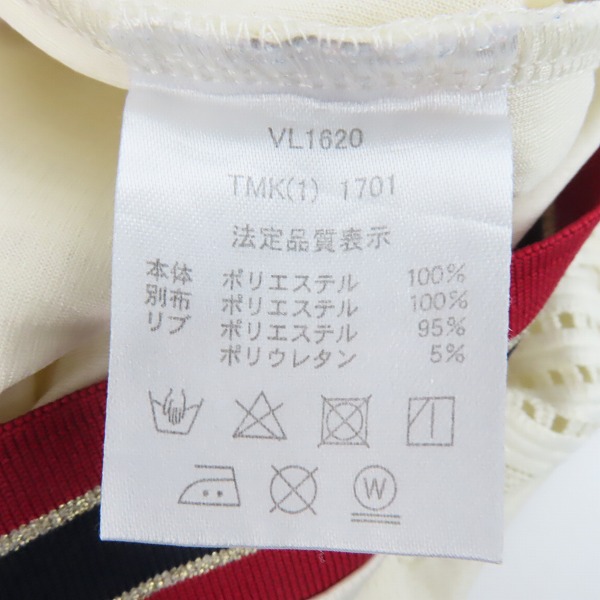 VL1620
TMK(1) 1701
法定品質表示
本体 ポリエステル 100%
別布 ポリエステル 100%
リブ ポリエステル 95%
ポリウレタン 5%
W